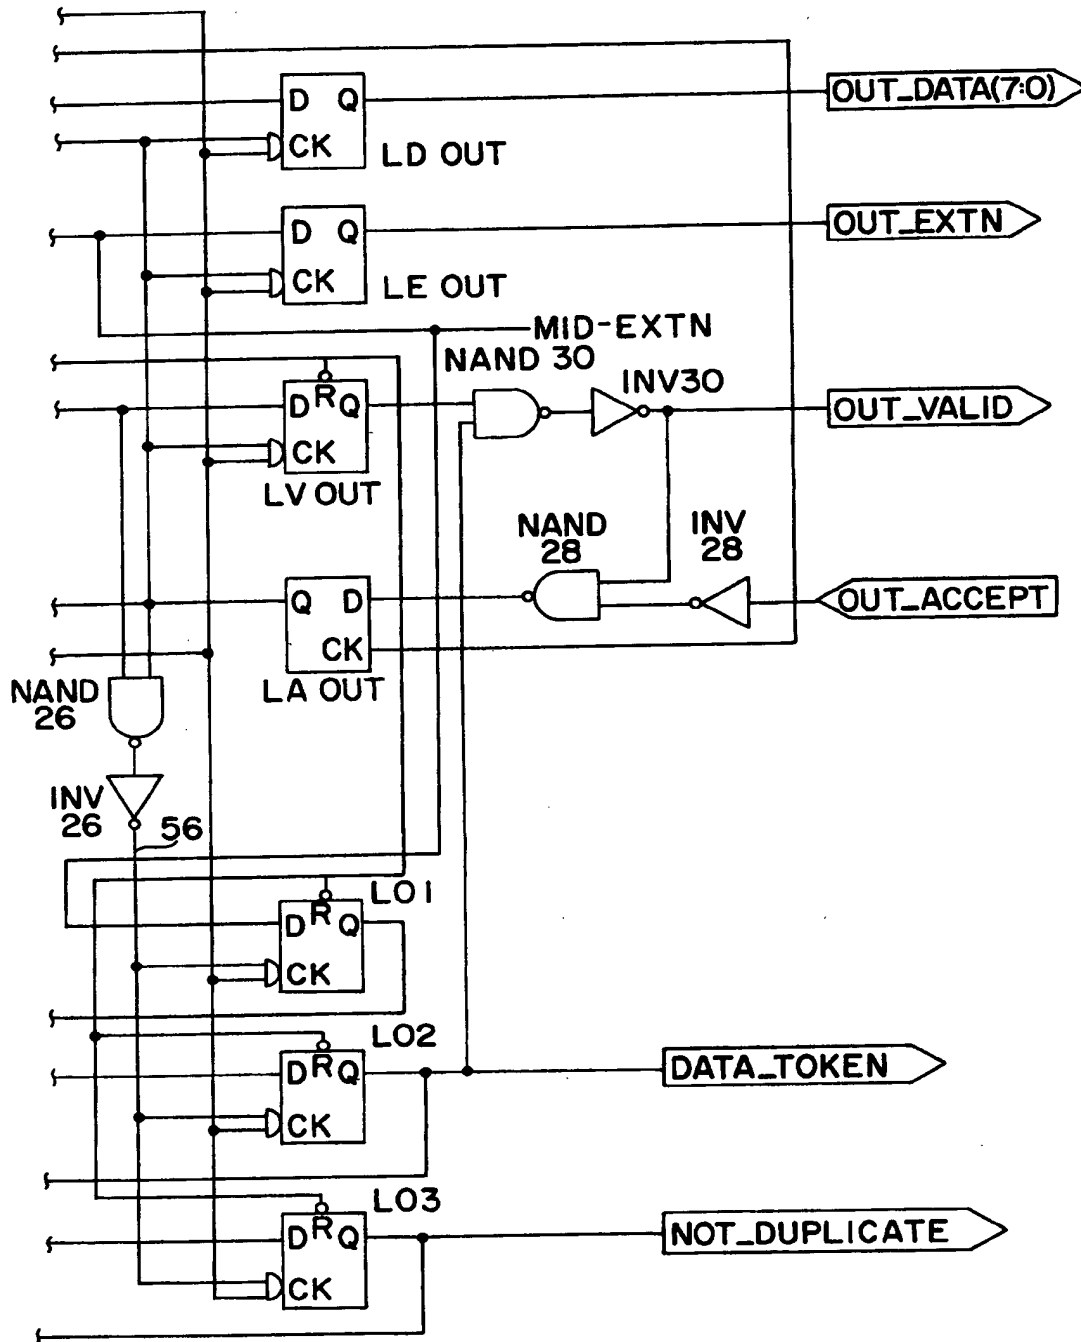 D Q
CK
LD OUT
OUT_DATA(7:0)
D Q
CK
LE OUT
OUT_EXTN
MID-EXTN
NAND 30
INV30
D R Q
CK
LV OUT
OUT_VALID
NAND
28
INV
28
Q D
CK
LA OUT
OUT_ACCEPT
NAND
26
INV
26
56
LO1
D R Q
CK
LO2
D R Q
CK
DATA_TOKEN
LO3
D R Q
CK
NOT_DUPLICATE